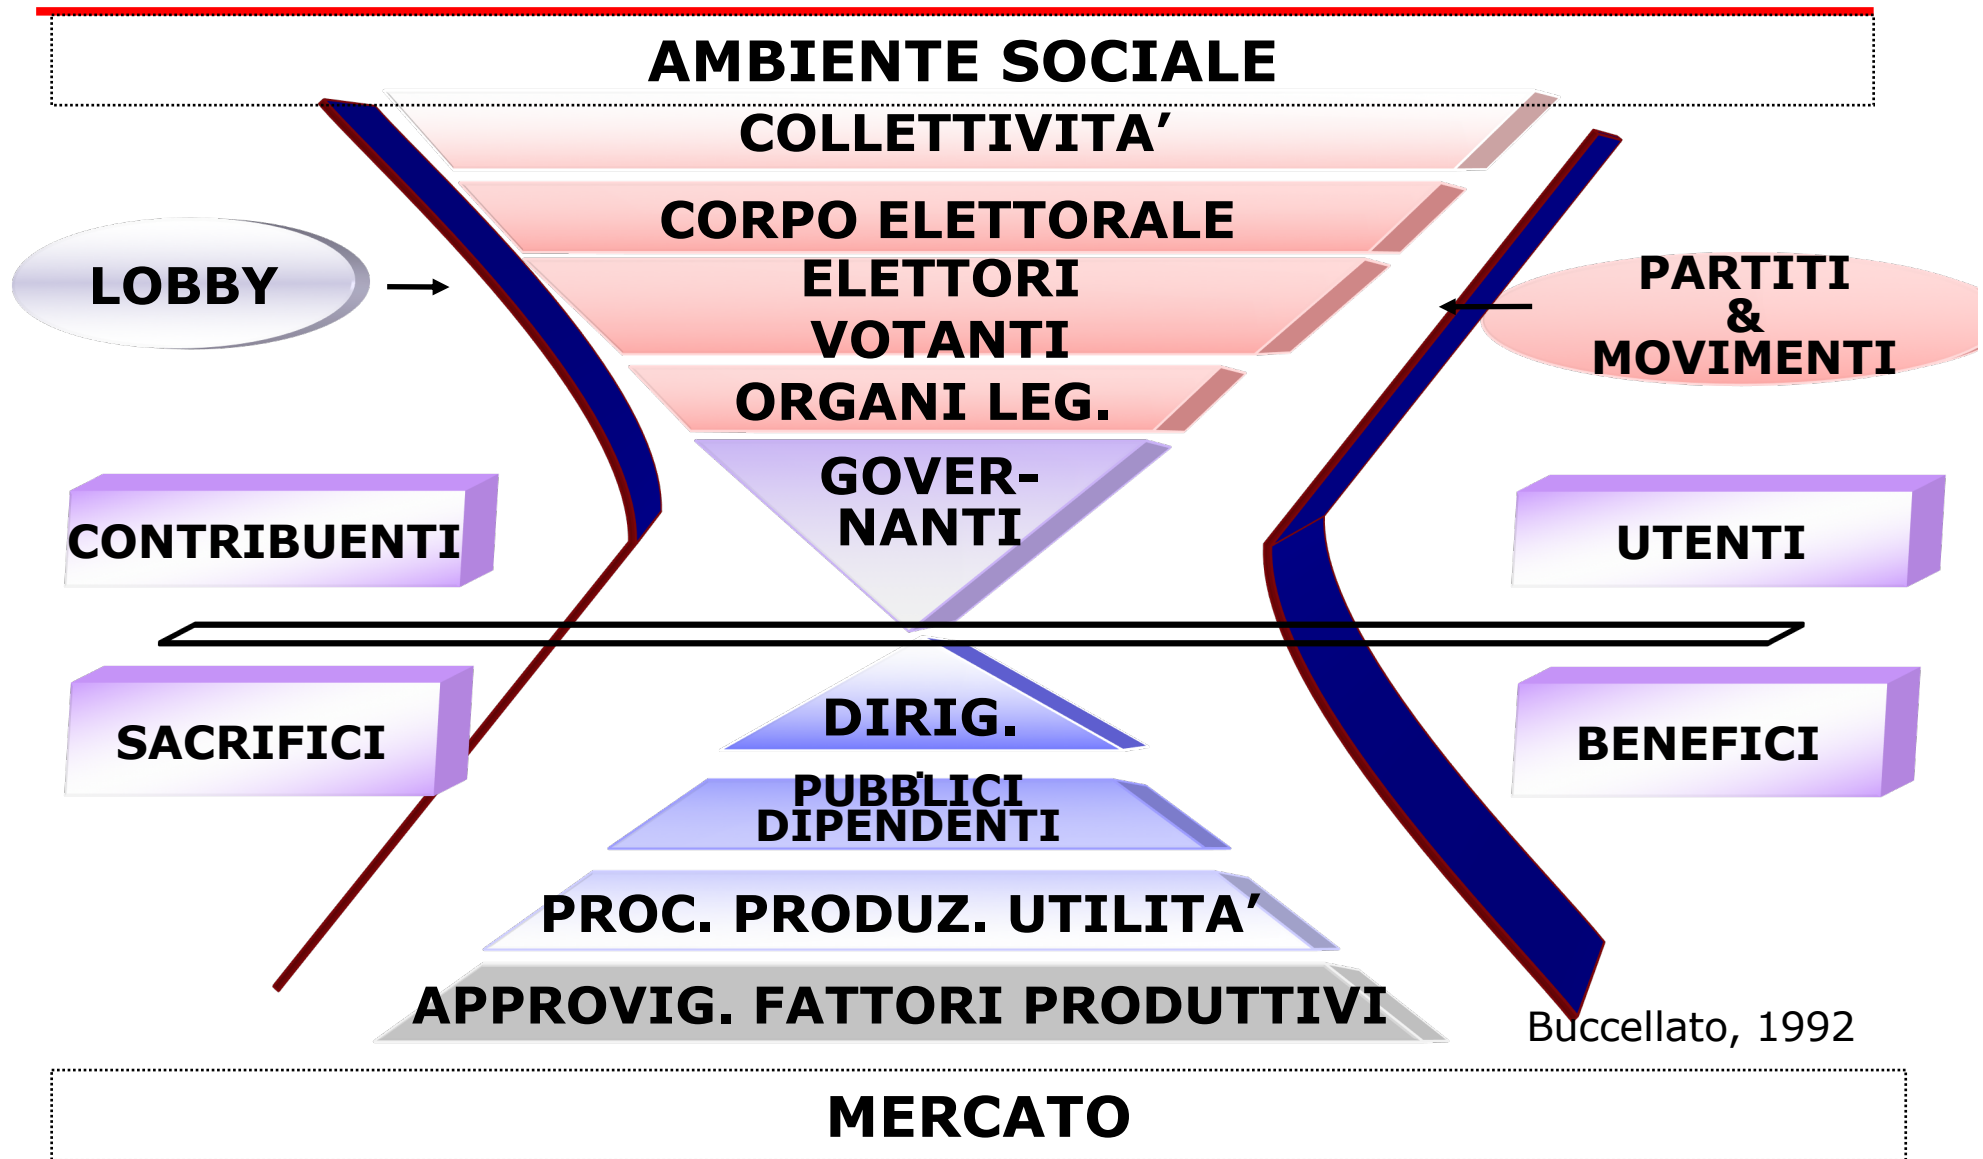 AMBIENTE SOCIALE
COLLETTIVITA’
CORPO ELETTORALE
ELETTORI
VOTANTI
LOBBY
PARTITI
&
MOVIMENTI
ORGANI LEG.
GOVER-
NANTI
CONTRIBUENTI
UTENTI
SACRIFICI
DIRIG.
BENEFICI
.
PUBBLICI
DIPENDENTI
PROC. PRODUZ. UTILITA’
APPROVIG. FATTORI PRODUTTIVI
Buccellato, 1992
MERCATO